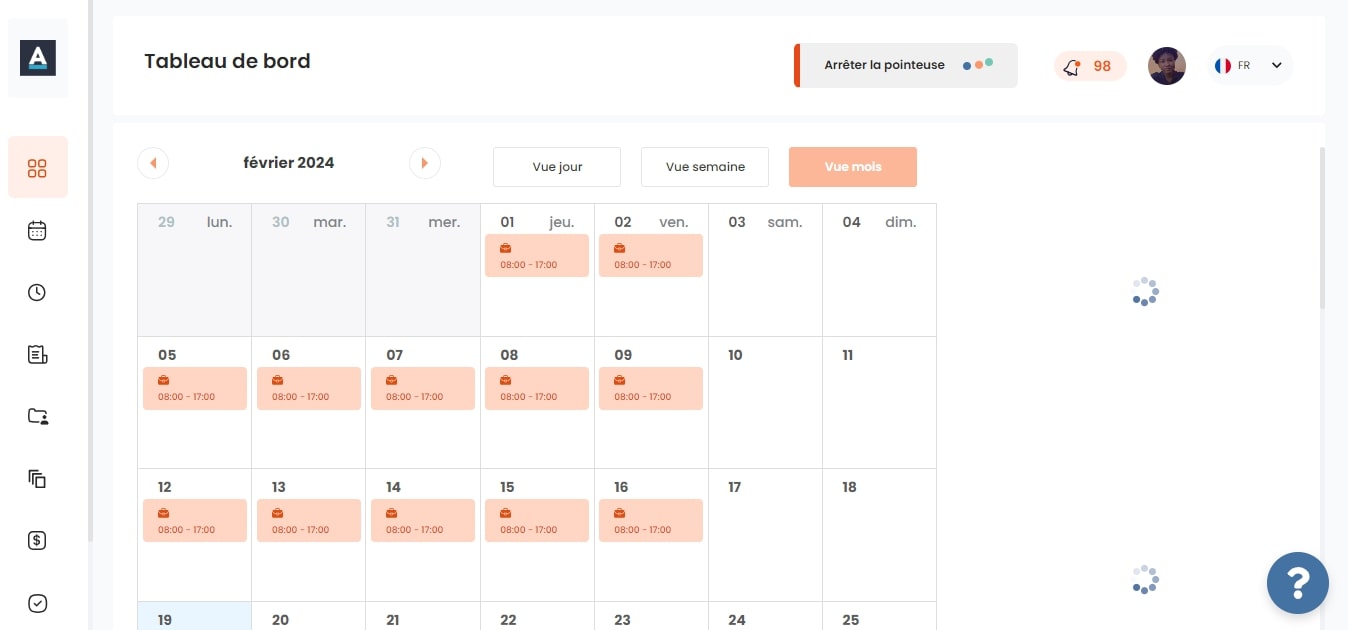 A
Tableau de bord
Arrêter la pointeuse
98
FR
février 2024
Vue jour
Vue semaine
Vue mois
29 lun. 30 mar. 31 mer. 01 jeu. 02 ven. 03 sam. 04 dim.
08:00 - 17:00 08:00 - 17:00
05 06 07 08 09 10 11
08:00 - 17:00 08:00 - 17:00 08:00 - 17:00 08:00 - 17:00 08:00 - 17:00
12 13 14 15 16 17 18
08:00 - 17:00 08:00 - 17:00 08:00 - 17:00 08:00 - 17:00 08:00 - 17:00
19 20 21 22 23 24 25
$
?